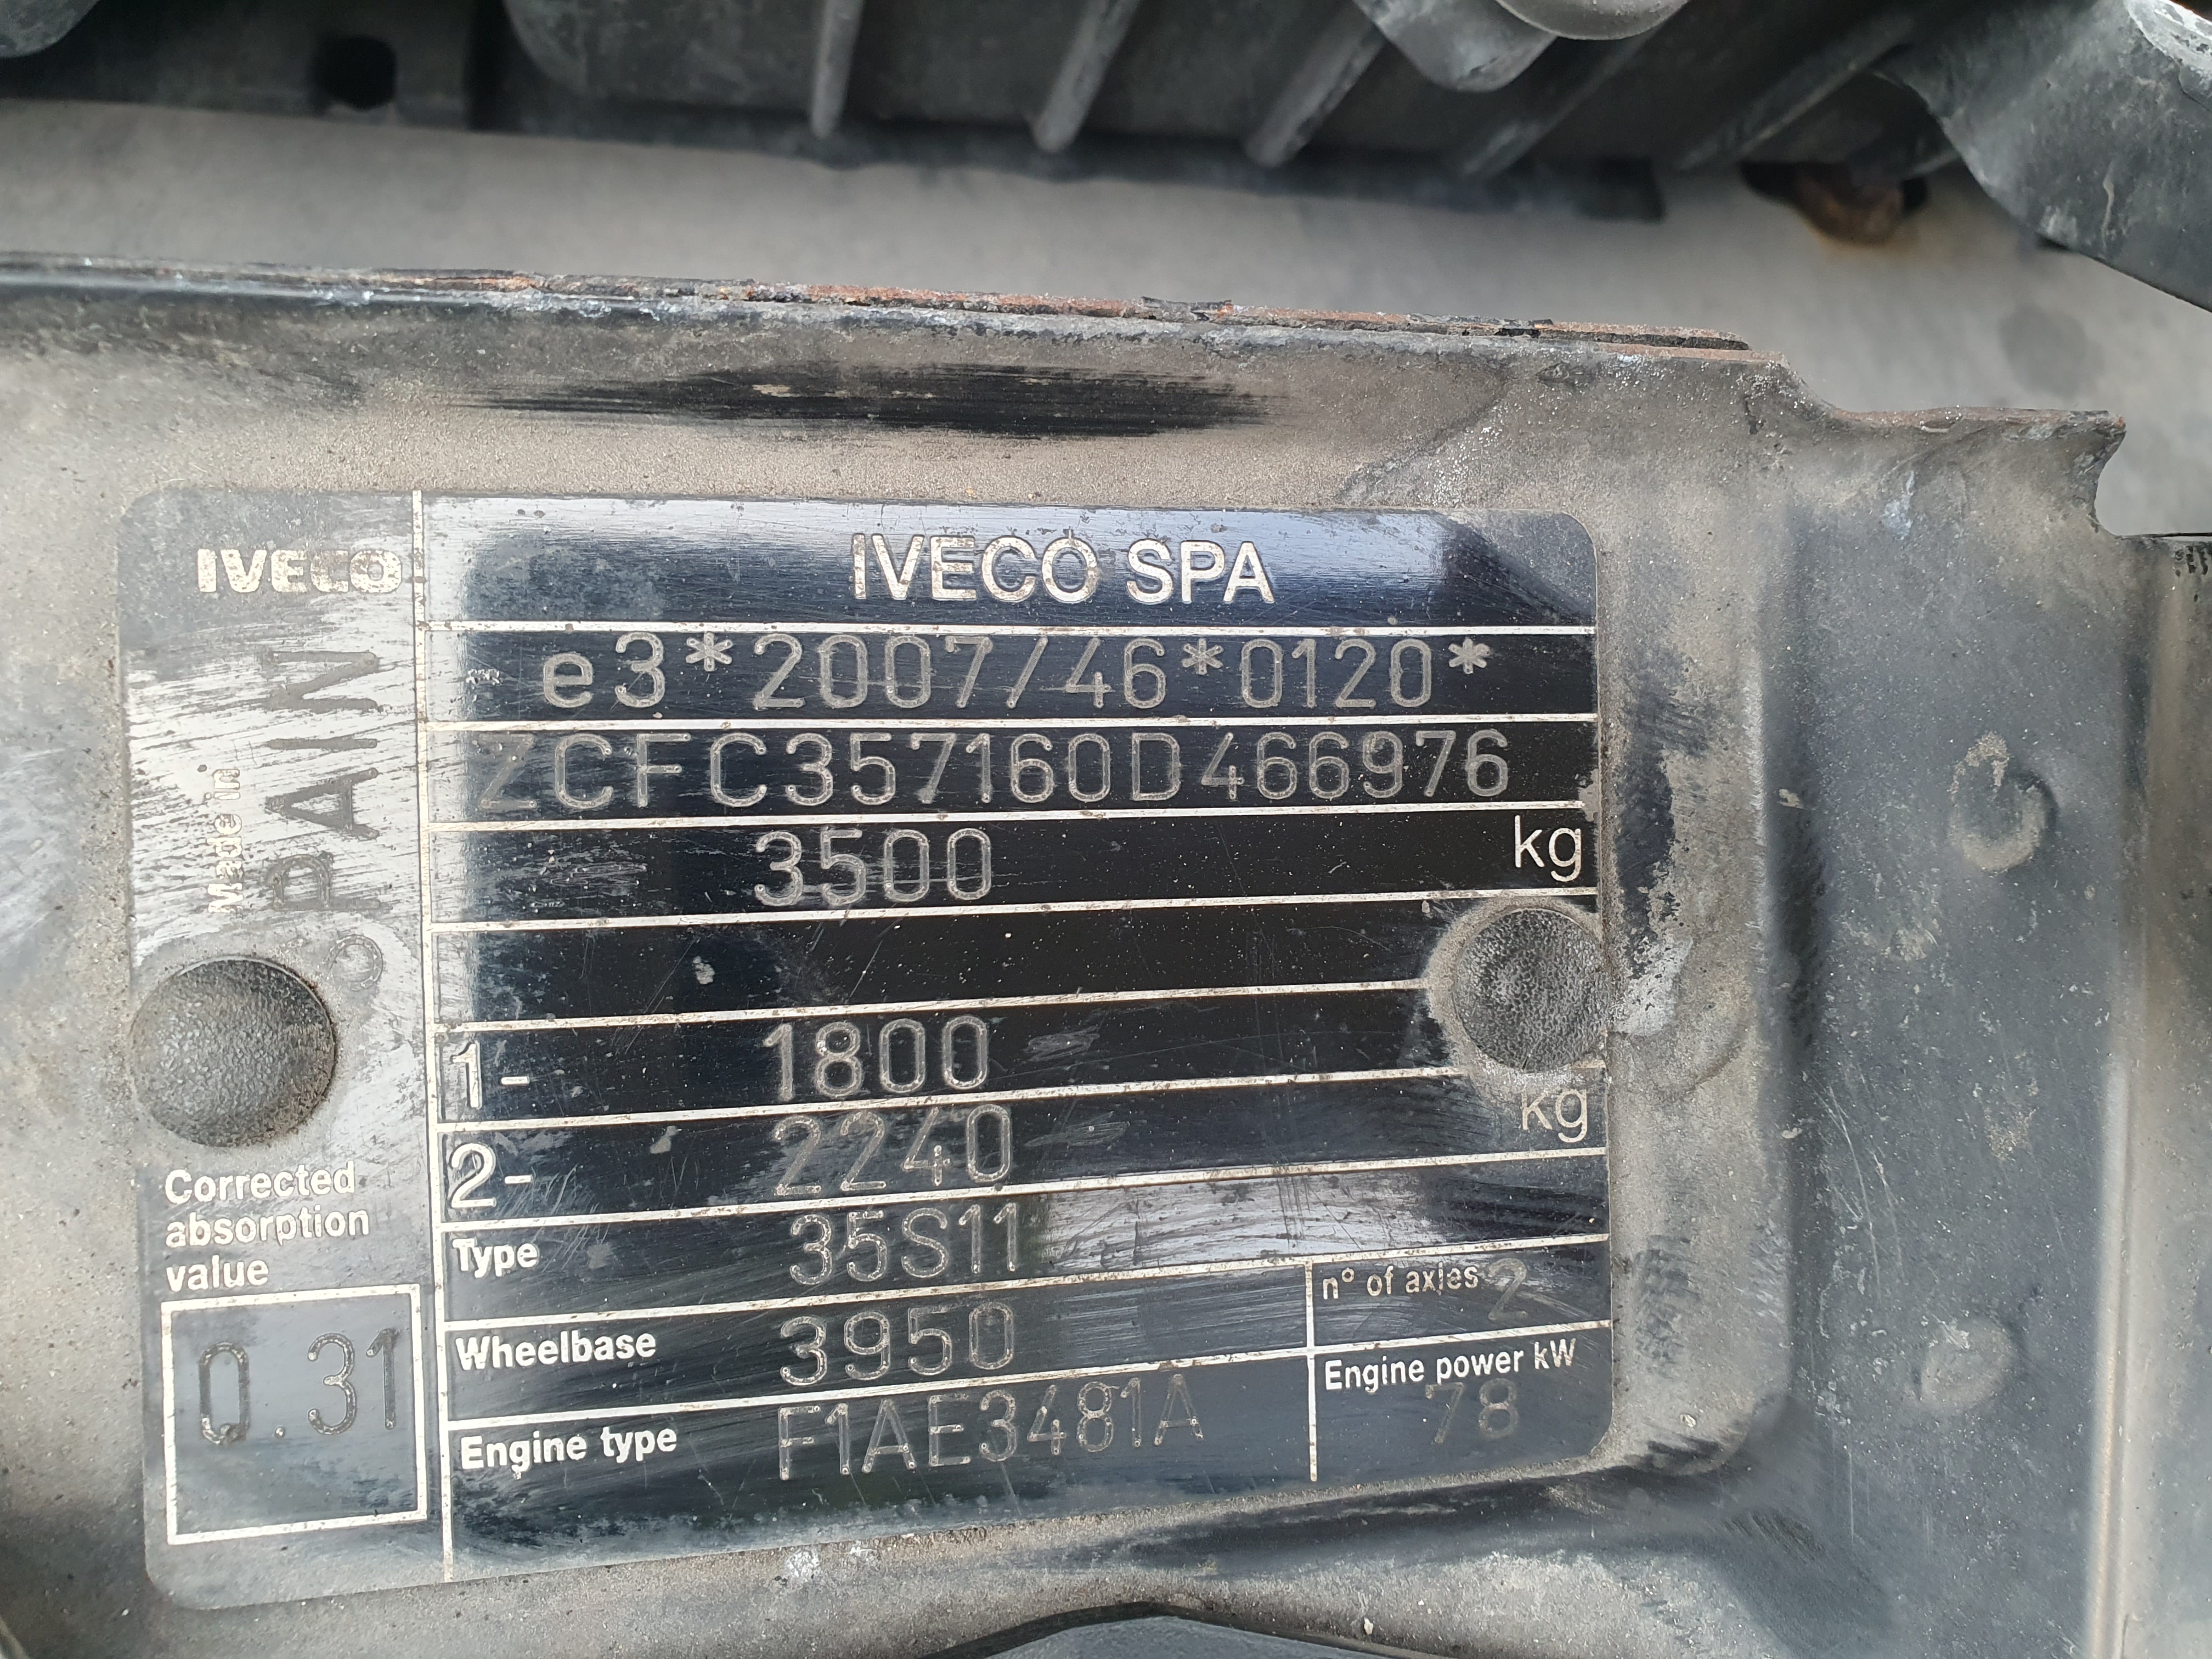 IVECO
IVECO SPA
Made in
SPAIN
e3*2007/46*0120*
ZCFC357160D466976
3500 kg
1- 1800
kg
2- 2240
Type 35S11
Wheelbase 3950
n° of axles 2
Engine type F1AE3481A
Engine power kW
78
Corrected
absorption
value
0.31